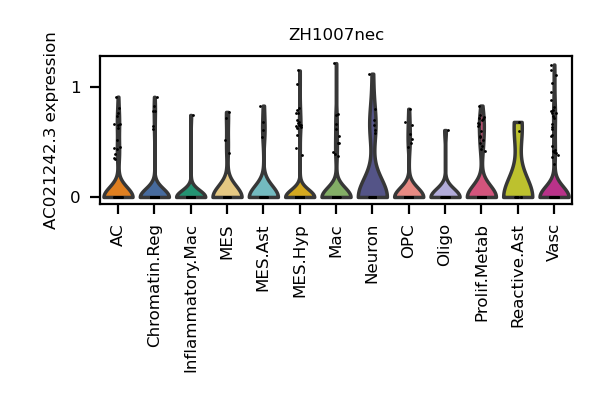 ZH1007nec
AC021242.3 expression
1
0
AC
Chromatin.Reg
Inflammatory.Mac
MES
MES.Ast
MES.Hyp
Mac
Neuron
OPC
Oligo
Prolif.Metab
Reactive.Ast
Vasc